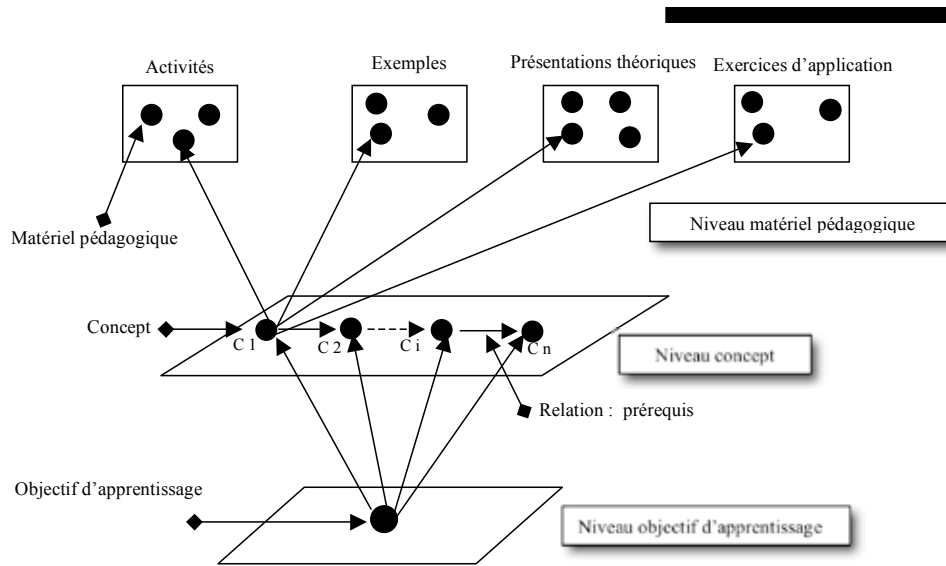 Activités
Exemples
Présentations théoriques
Exercices d'application
Matériel pédagogique
Niveau matériel pédagogique
Concept
C 1
C 2
C i
C n
Niveau concept
Relation : prérequis
Objectif d'apprentissage
Niveau objectif d'apprentissage